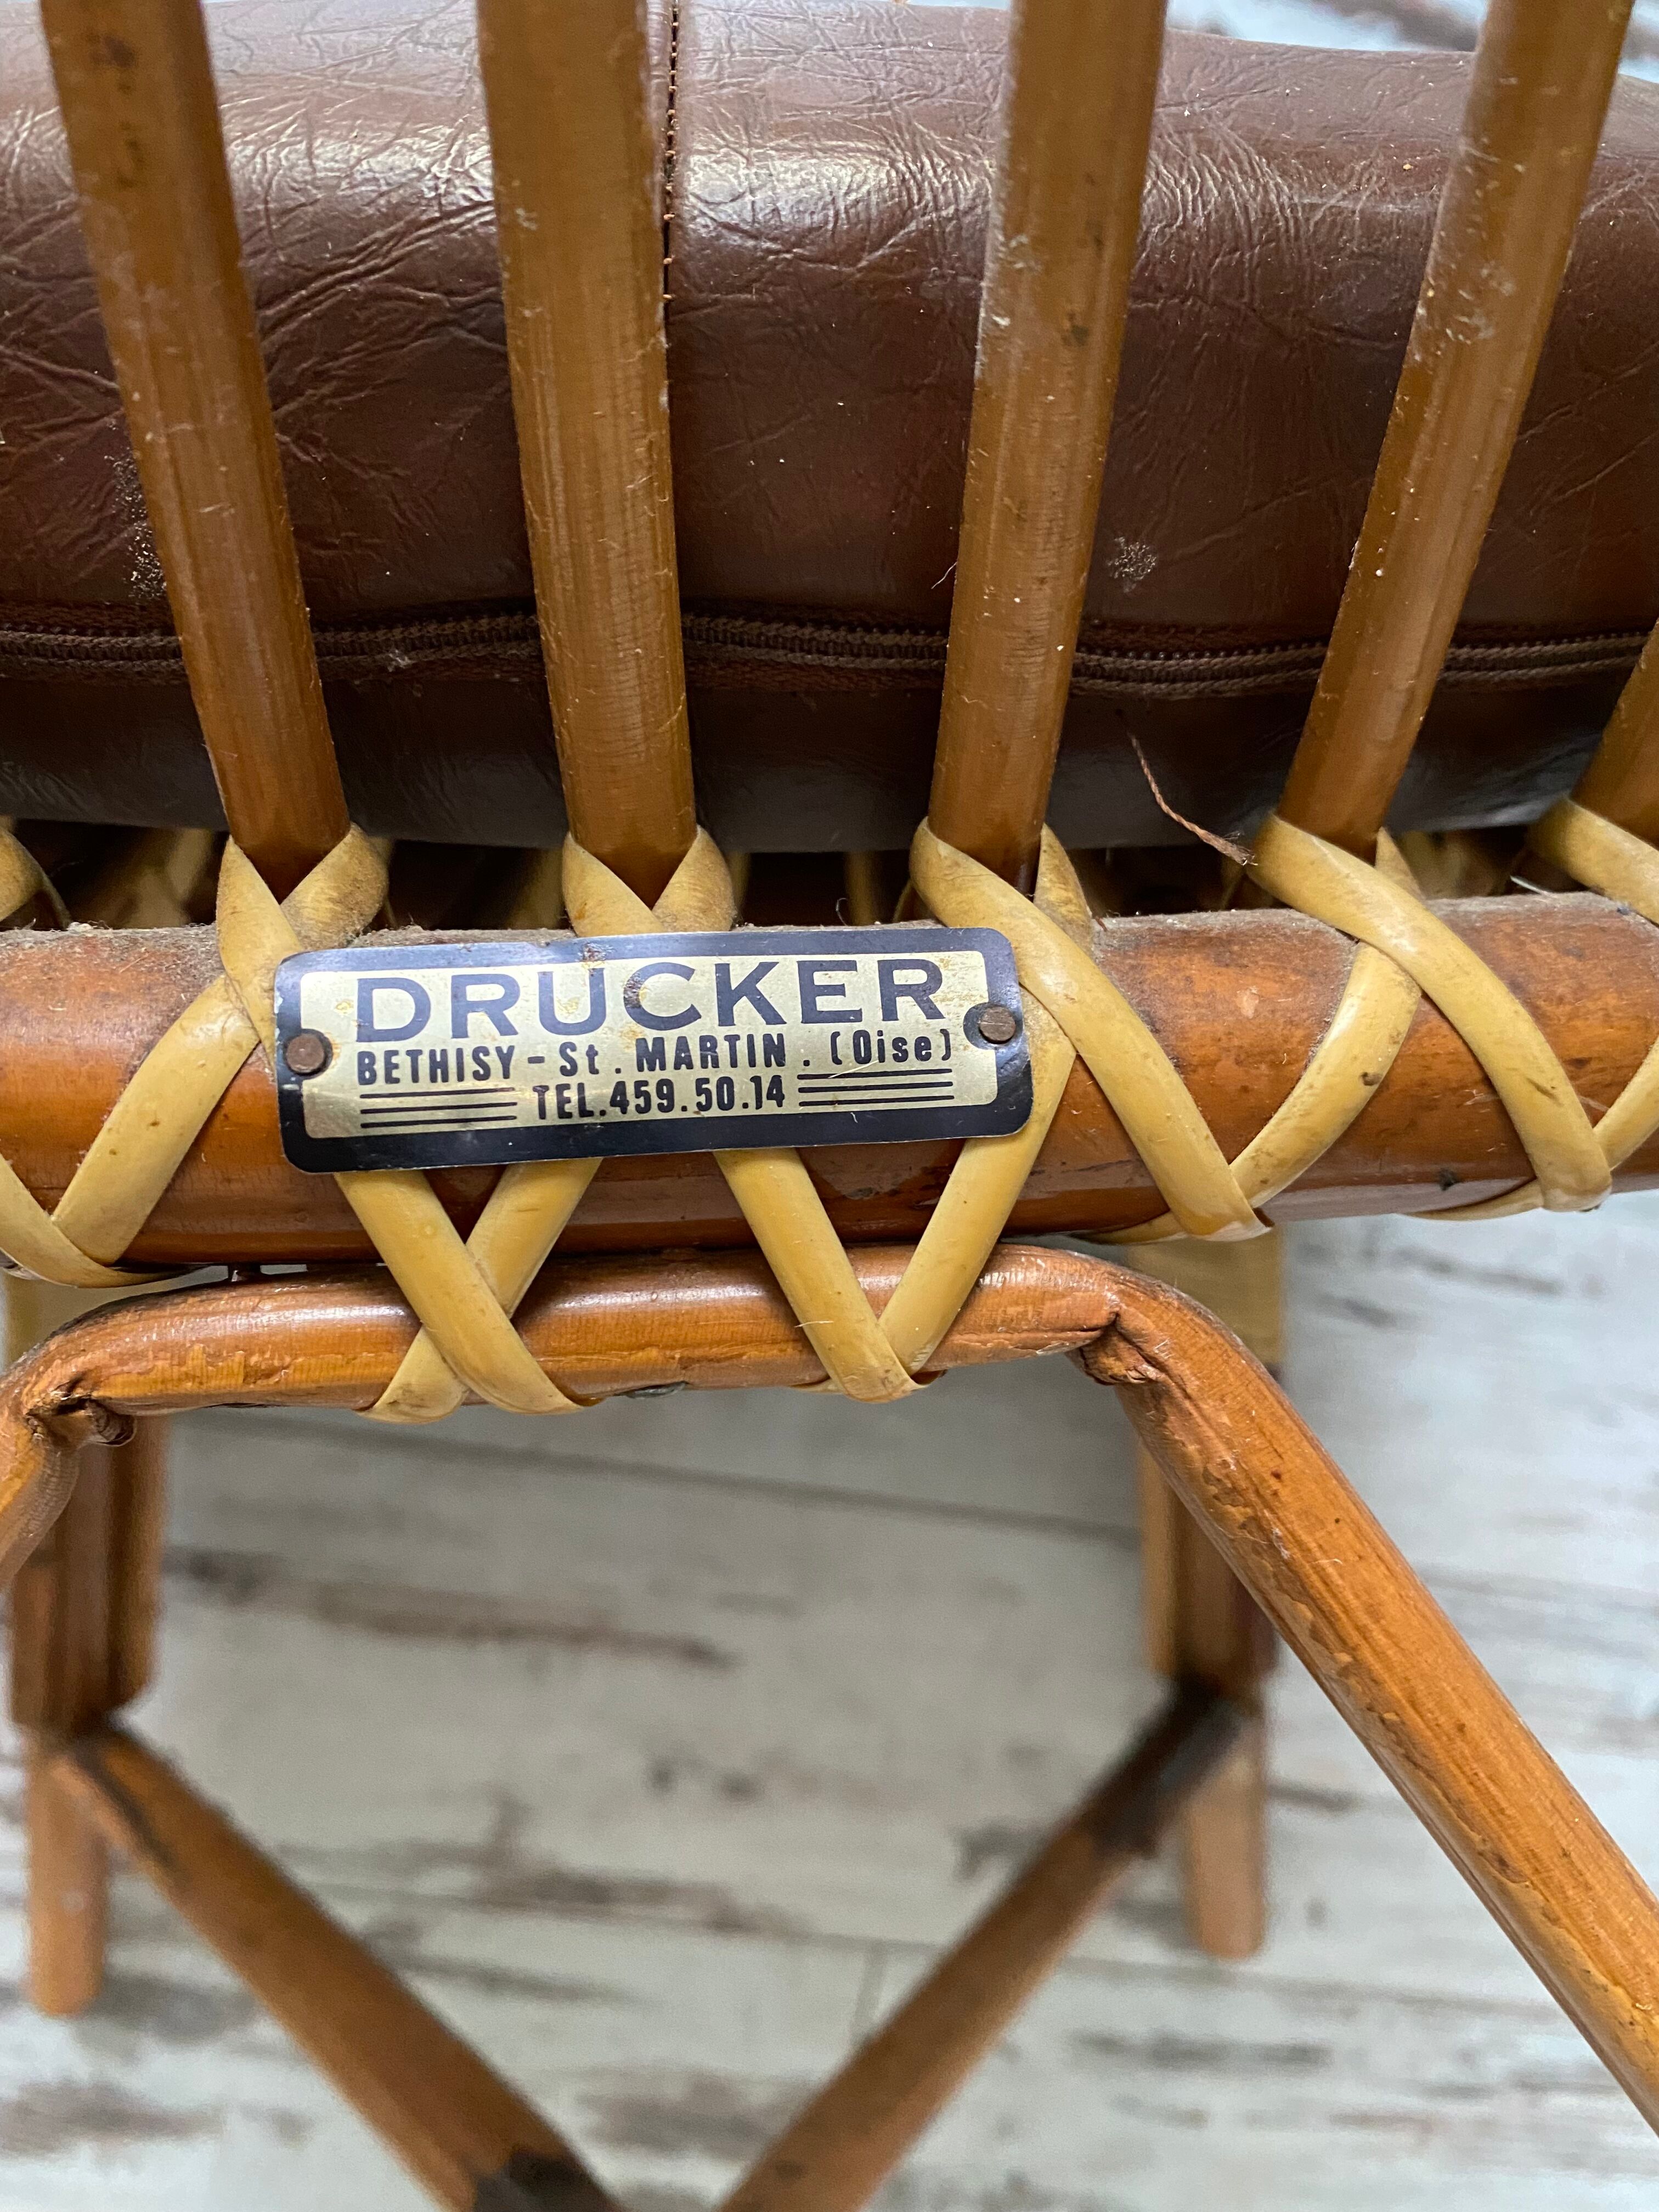 DRUCKER
BETHISY-St.MARTIN.(Oise)
TEL.459.50.14